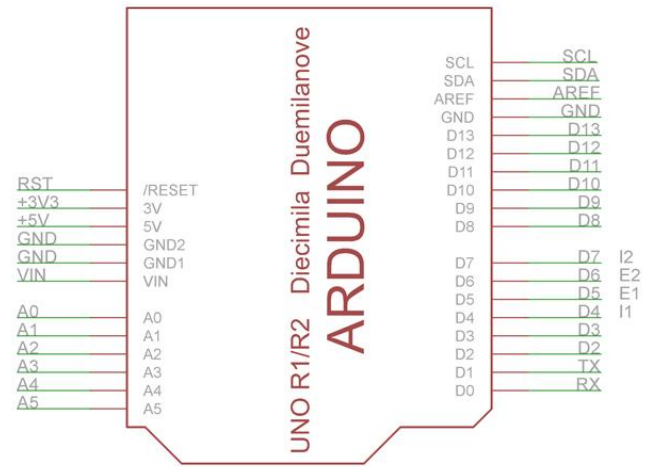 RST
+3V3
+5V
GND
GND
VIN
A0
A1
A2
A3
A4
A5
/RESET
3V
5V
GND2
GND1
VIN
A0
A1
A2
A3
A4
A5
UNO R1/R2 Diecimila Duemilanove
ARDUINO
SCL
SDA
AREF
GND
D13
D12
D11
D10
D9
D8
D7
D6
D5
D4
D3
D2
D1
D0
SCL
SDA
AREF
GND
D13
D12
D11
D10
D9
D8
D7 I2
D6 E2
D5 E1
D4 I1
D3
D2
TX
RX